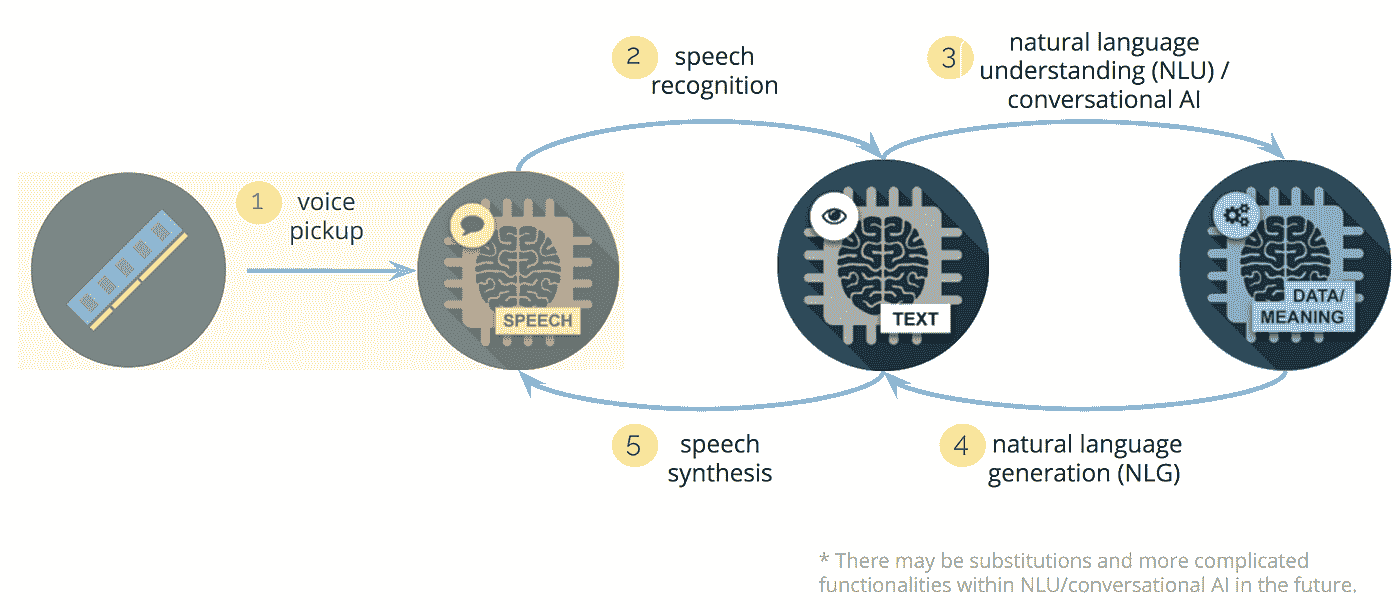 1
voice
pickup
SPEECH
2
speech
recognition
TEXT
3
natural language
understanding (NLU) /
conversational AI
DATA/
MEANING
4
natural language
generation (NLG)
5
speech
synthesis
* There may be substitutions and more complicated
functionalities within NLU/conversational AI in the future.